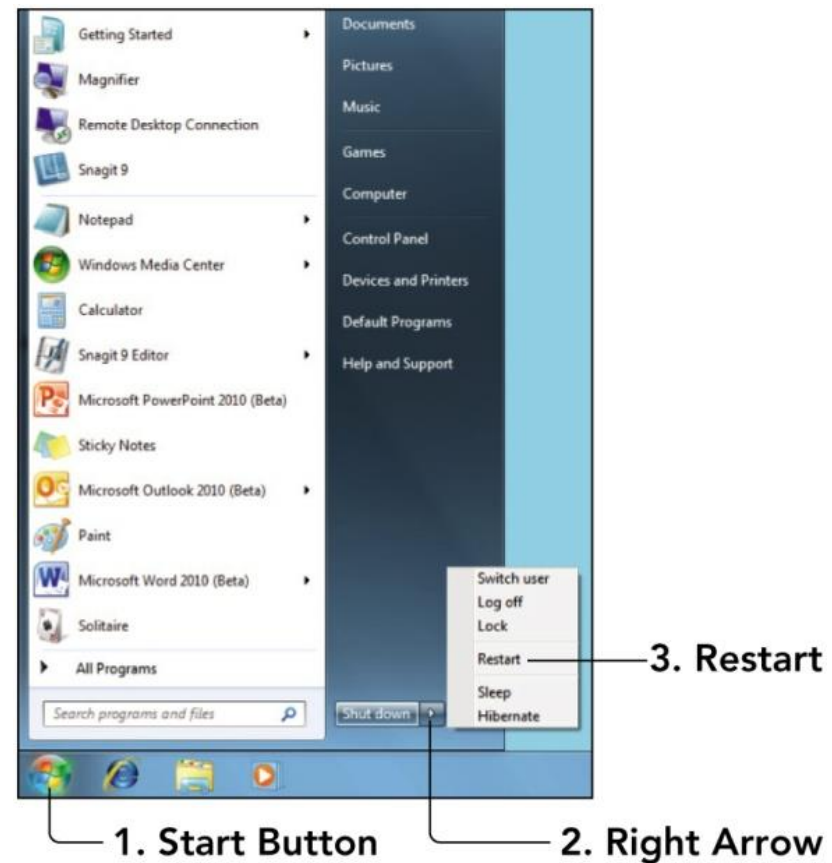 Getting Started
Magnifier
Remote Desktop Connection
Snagit 9
Notepad
Windows Media Center
Calculator
Snagit 9 Editor
Microsoft PowerPoint 2010 (Beta)
Sticky Notes
Microsoft Outlook 2010 (Beta)
Paint
Microsoft Word 2010 (Beta)
Solitaire
All Programs
Search programs and files
Documents
Pictures
Music
Games
Computer
Control Panel
Devices and Printers
Default Programs
Help and Support
Shut down
Switch user
Log off
Lock
Restart
Sleep
Hibernate
3. Restart
1. Start Button
2. Right Arrow